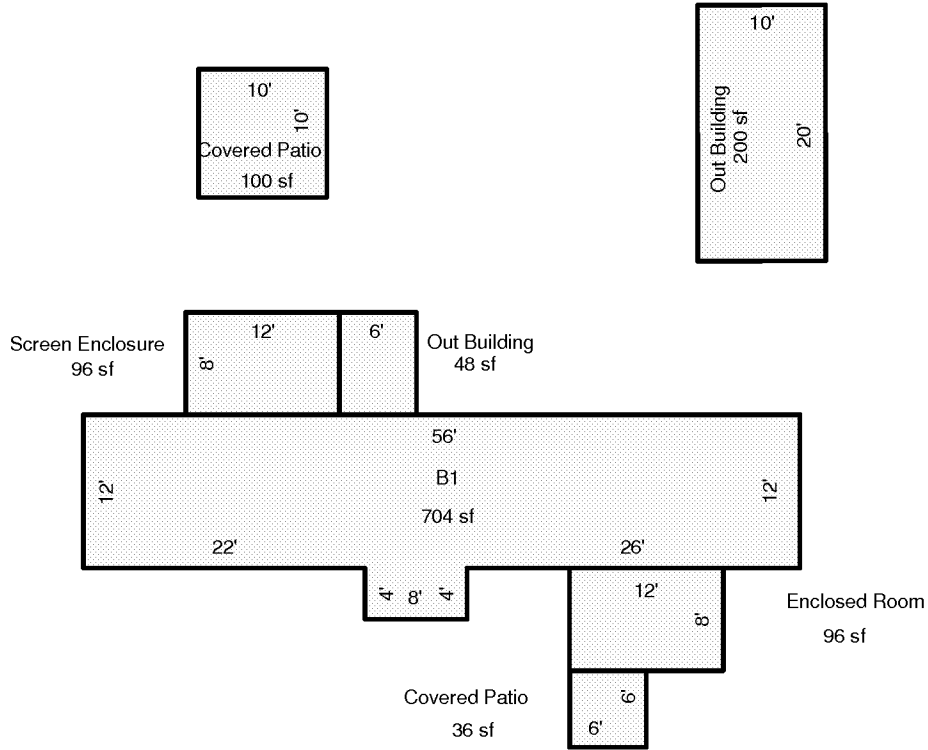 10'
10'
Covered Patio
100 sf
10'
Out Building
200 sf
20'
Screen Enclosure
96 sf
12'
8'
6'
Out Building
48 sf
56'
12'
B1
12'
704 sf
22'
26'
4'
8'
4'
12'
8'
Enclosed Room
96 sf
Covered Patio
36 sf
6'
6'